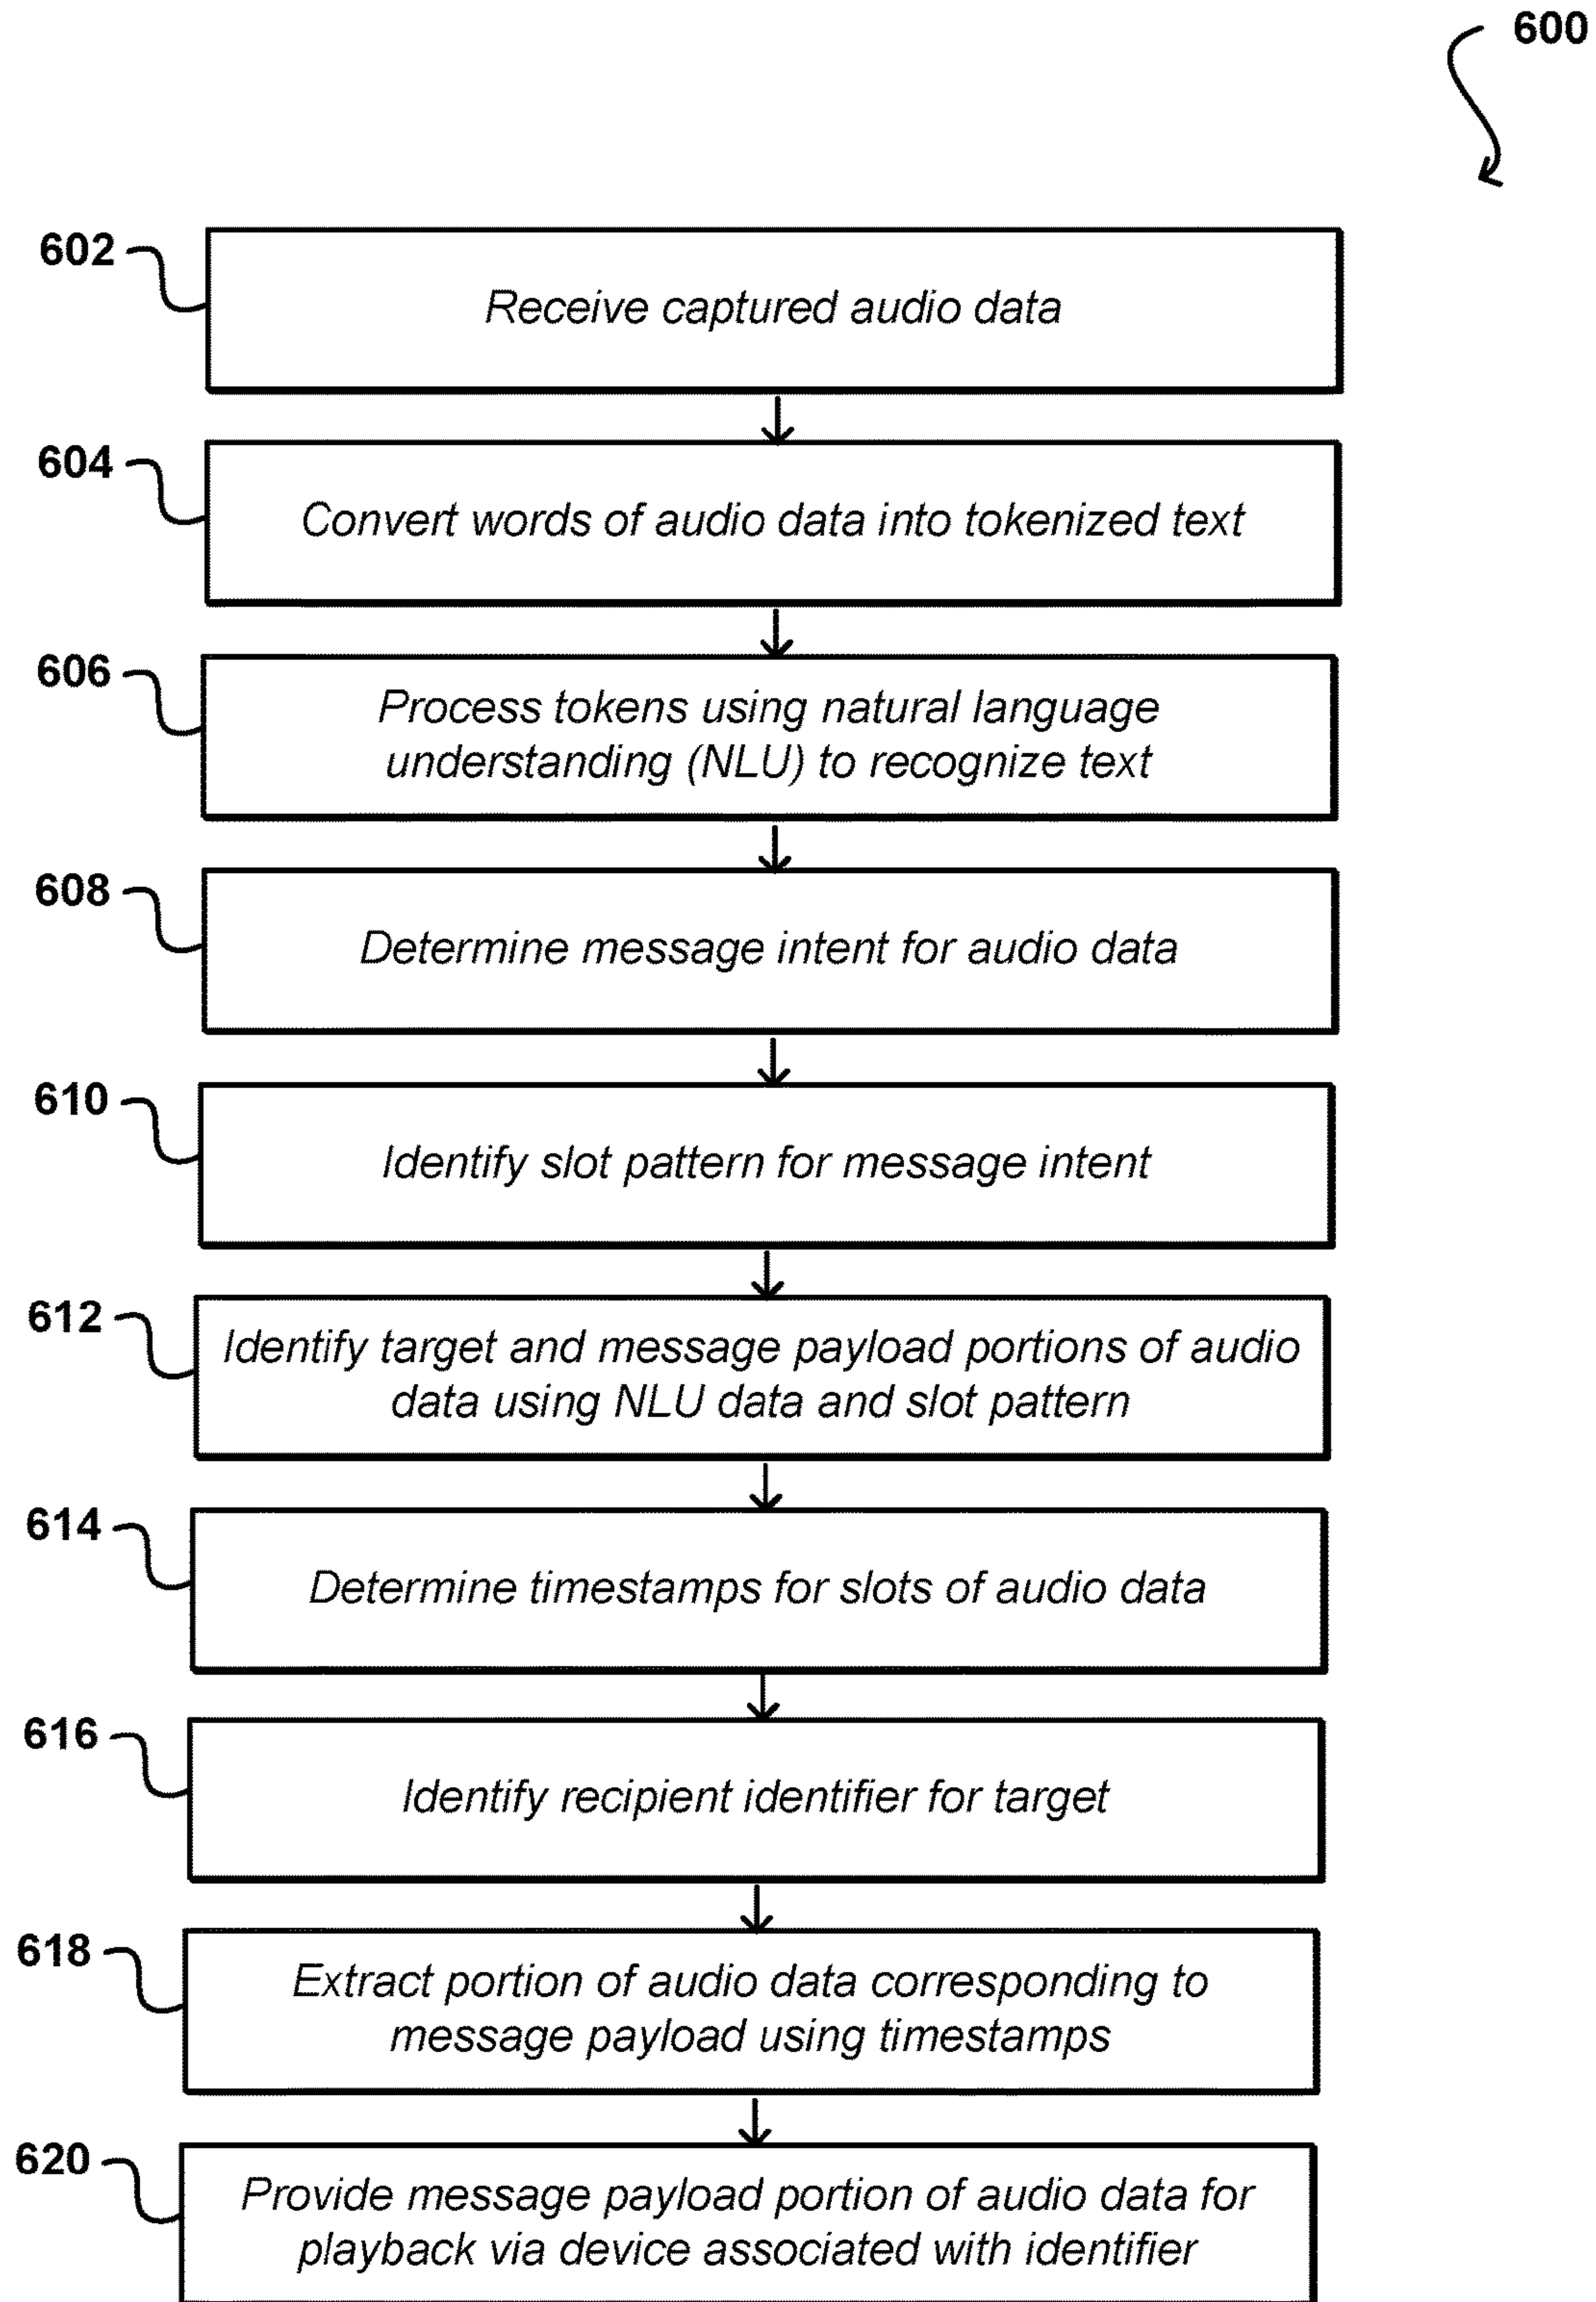 600
602
Receive captured audio data
604
Convert words of audio data into tokenized text
606
Process tokens using natural language
understanding (NLU) to recognize text
608
Determine message intent for audio data
610
Identify slot pattern for message intent
612
Identify target and message payload portions of audio
data using NLU data and slot pattern
614
Determine timestamps for slots of audio data
616
Identify recipient identifier for target
618
Extract portion of audio data corresponding to
message payload using timestamps
620
Provide message payload portion of audio data for
playback via device associated with identifier